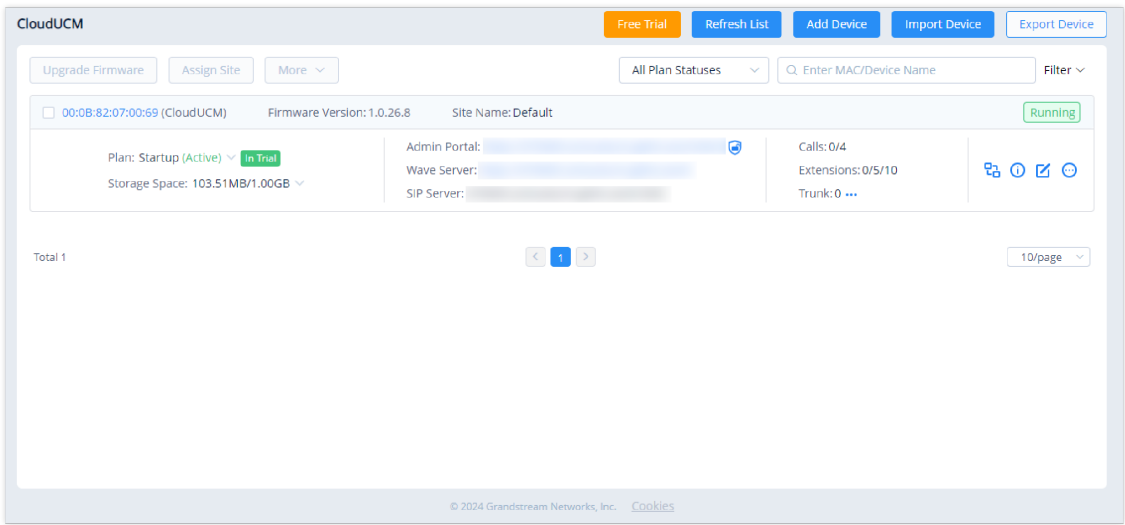 CloudUCM
Free Trial Refresh List Add Device Import Device Export Device
Upgrade Firmware Assign Site More All Plan Statuses Enter MAC/Device Name Filter
00:0B:82:07:00:69 (CloudUCM) Firmware Version: 1.0.26.8 Site Name: Default Running
Plan: Startup (Active) In Trial
Storage Space: 103.51MB/1.00GB
Admin Portal:
Wave Server:
SIP Server:
Calls: 0/4
Extensions: 0/5/10
Trunk: 0 •••
Total 1 < 1 > 10/page
© 2024 Grandstream Networks, Inc. Cookies